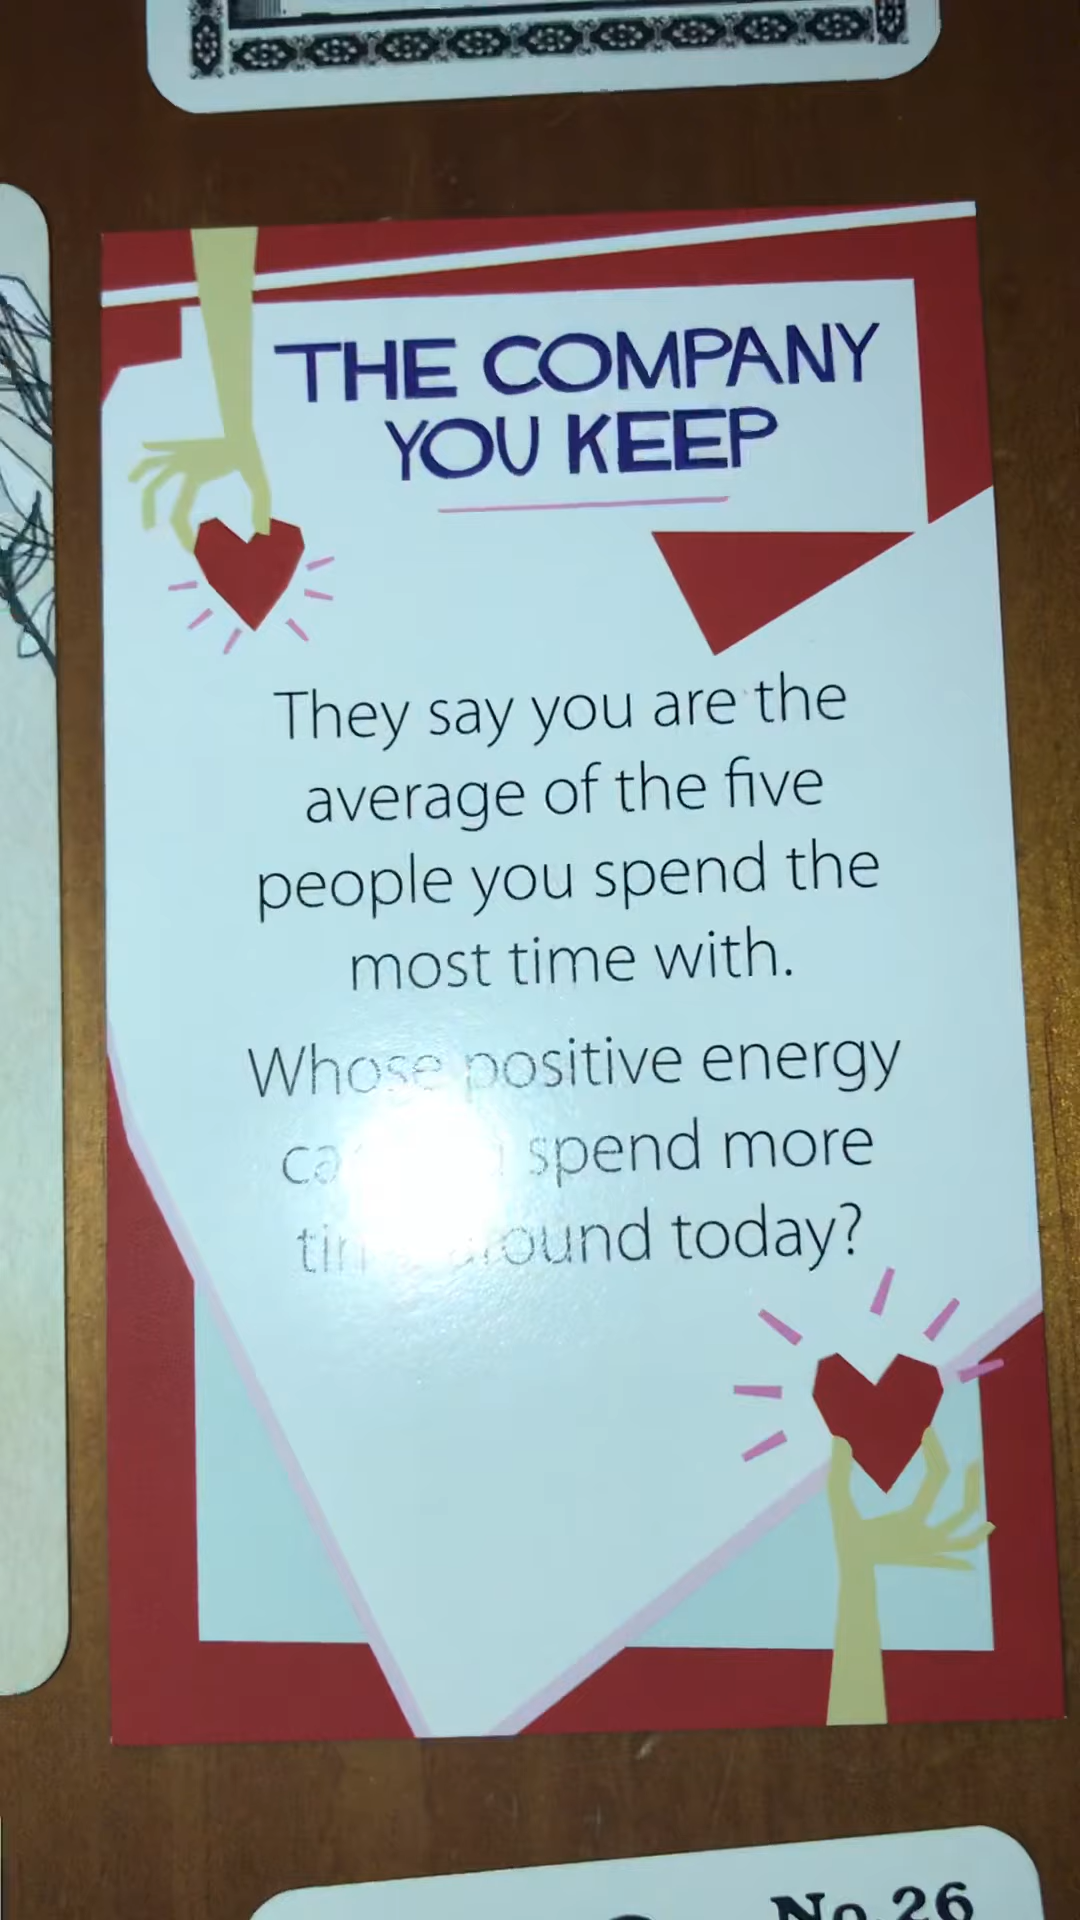 THE COMPANY
YOU KEEP
They say you are the
average of the five
people you spend the
most time with.
Whose positive energy
spend more
around today?
No. 26